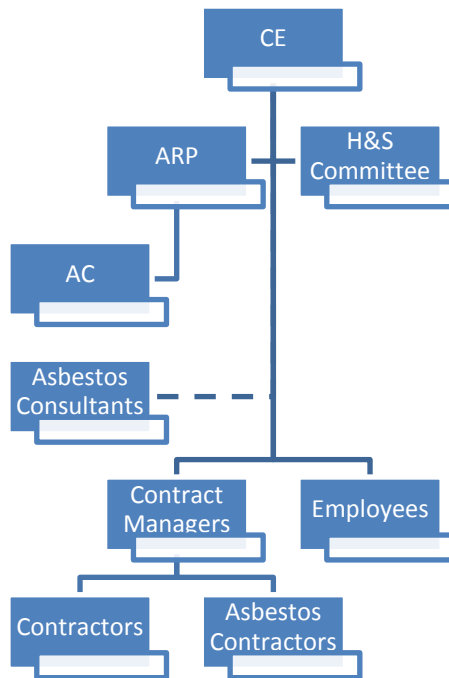 CE
ARP
H&S
Committee
AC
Asbestos
Consultants
Contract
Managers
Employees
Contractors
Asbestos
Contractors